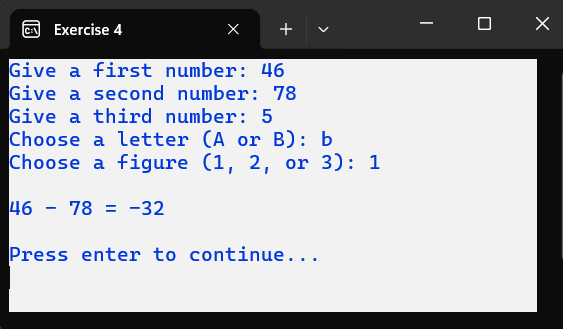 Exercise 4
Give a first number: 46
Give a second number: 78
Give a third number: 5
Choose a letter (A or B): b
Choose a figure (1, 2, or 3): 1
46 - 78 = -32
Press enter to continue...